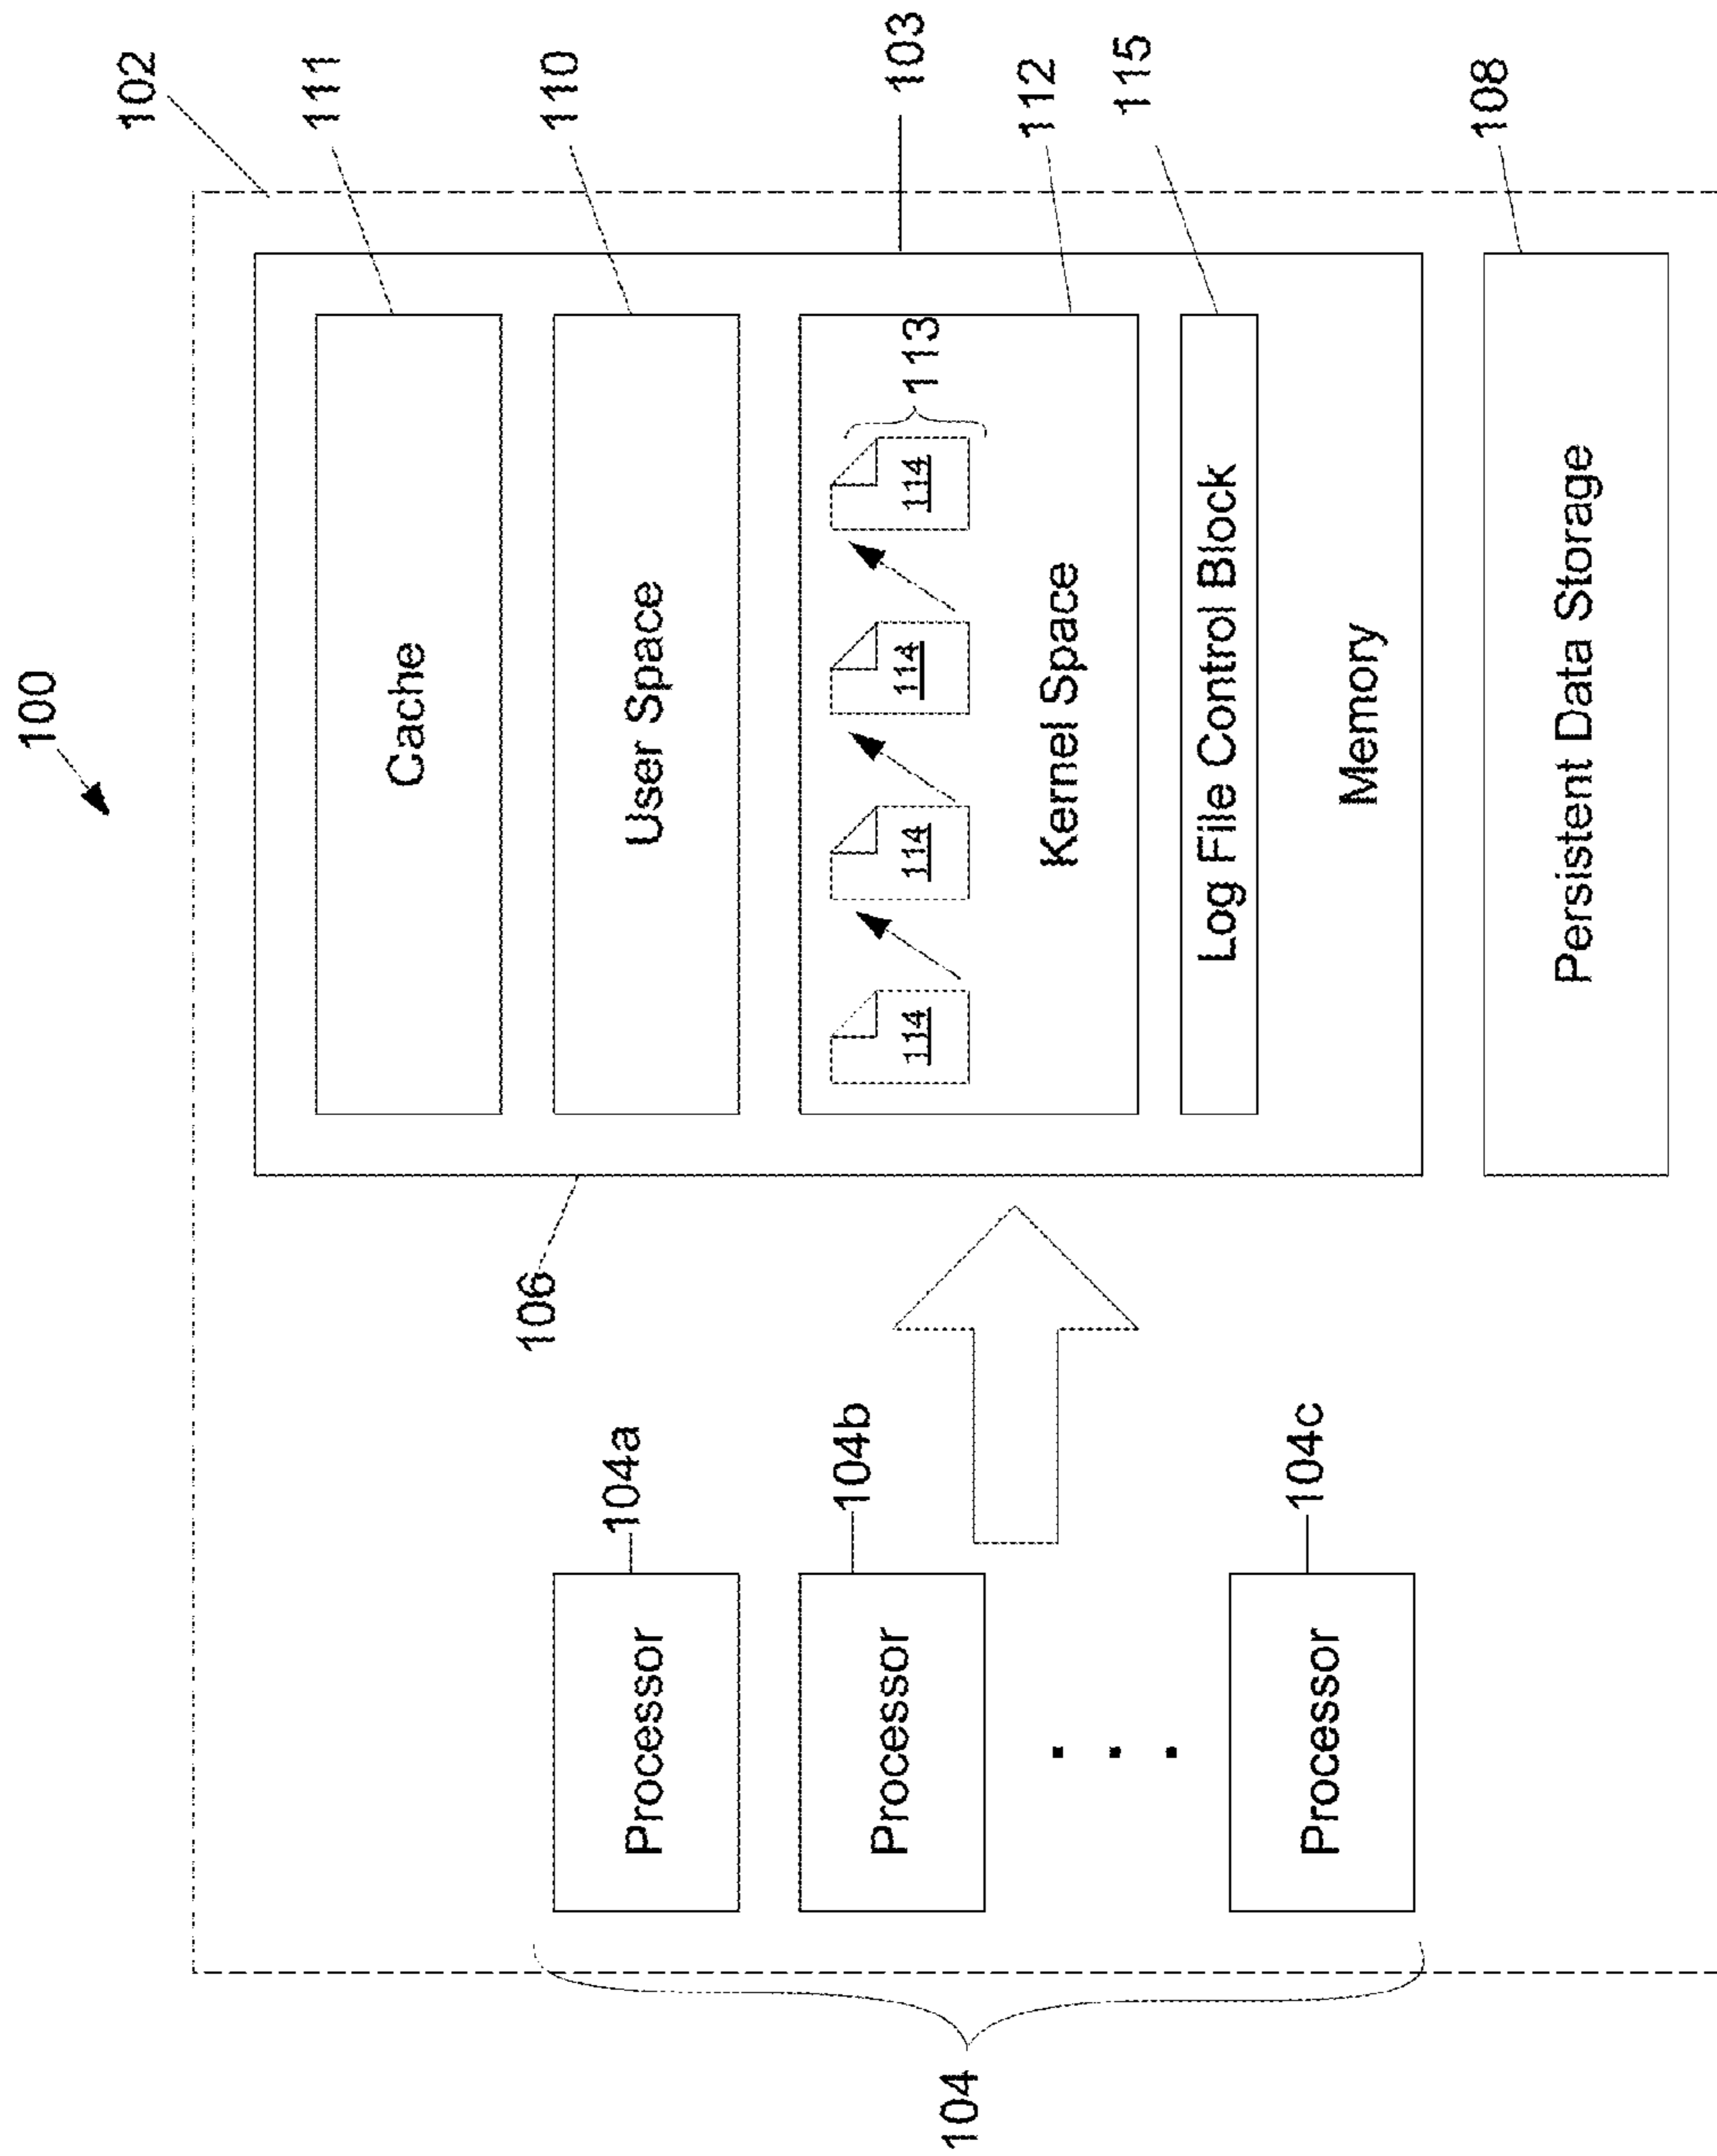 100
102
Cache
111
User Space
110
106
103
114
114
114
114
113
Kernel Space
112
Log File Control Block
115
Memory
Persistent Data Storage
108
Processor
104a
Processor
104b
Processor
104c
104